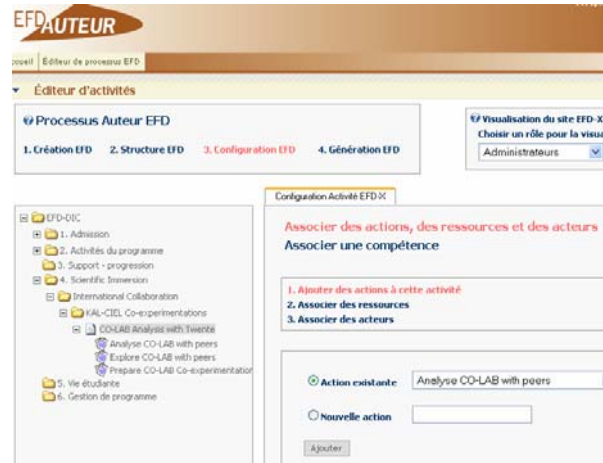 EFD AUTEUR
Éditeur de processus EFD
Éditeur d'activités
Processus Auteur EFD
1. Création EFD 2. Structure EFD 3. Configuration EFD 4. Génération EFD
Visualisation du site EFD-X
Choisir un rôle pour la visua
Administrateurs
Configuration Activité EFD-X
EFD-DIC
1. Admission
2. Activités du programme
3. Support - progression
4. Scientific Immersion
International Collaboration
KAL-CIEL Co-experimentations
CO-LAB Analysis with Twente
Analyse CO-LAB with peers
Explore CO-LAB with peers
Prepare CO-LAB Co-experimentation
5. Vie étudiante
6. Gestion de programme
Associer des actions, des ressources et des acteurs
Associer une compétence
1. Ajouter des actions à cette activité
2. Associer des ressources
3. Associer des acteurs
Action existante Analyse CO-LAB with peers
Nouvelle action
Ajouter